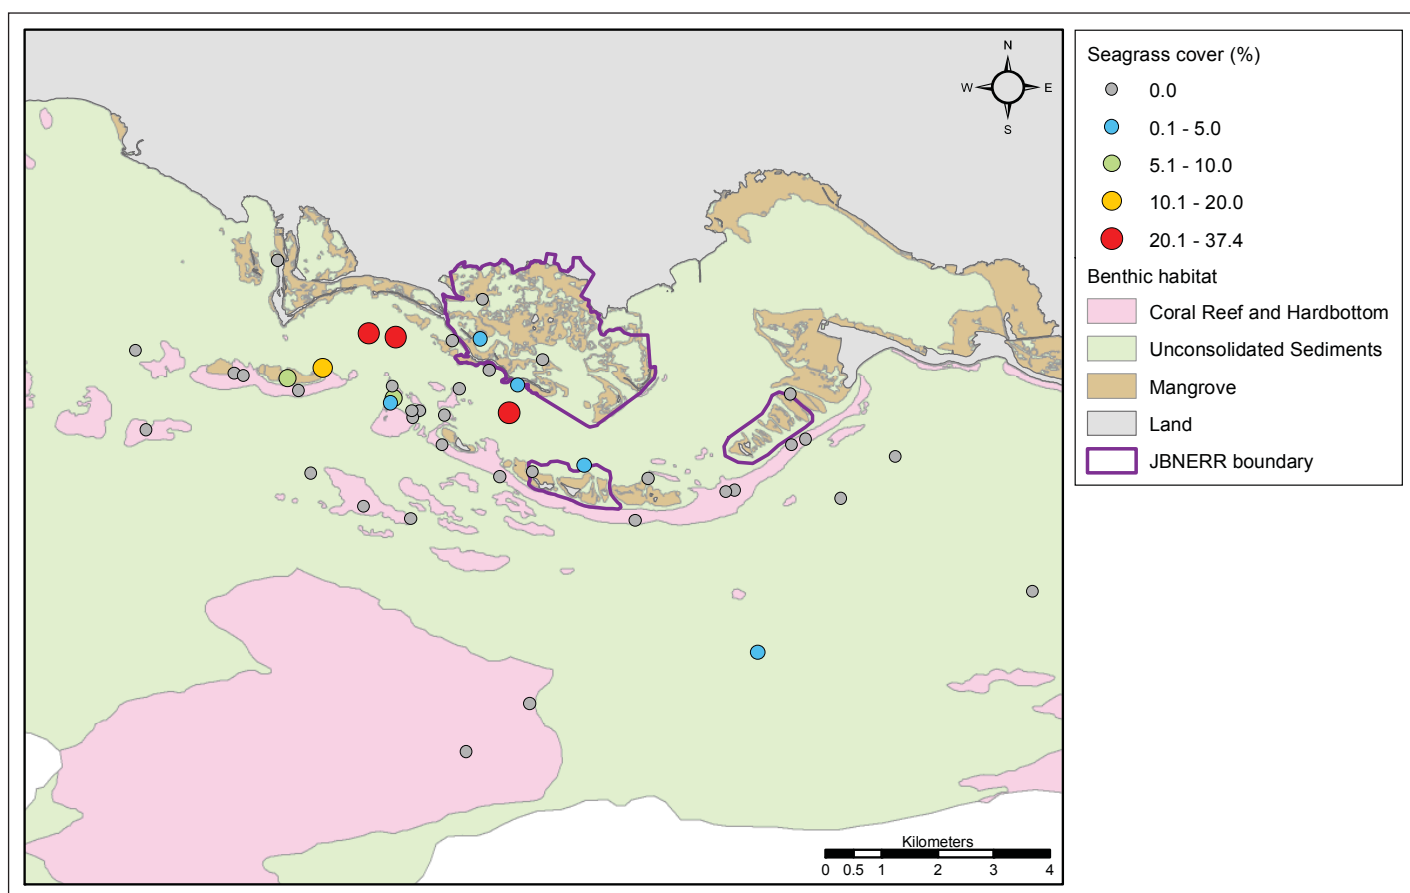 N
W E
S
Kilometers
0 0.5 1 2 3 4
Seagrass cover (%)
0.0
0.1 - 5.0
5.1 - 10.0
10.1 - 20.0
20.1 - 37.4
Benthic habitat
Coral Reef and Hardbottom
Unconsolidated Sediments
Mangrove
Land
JBNERR boundary